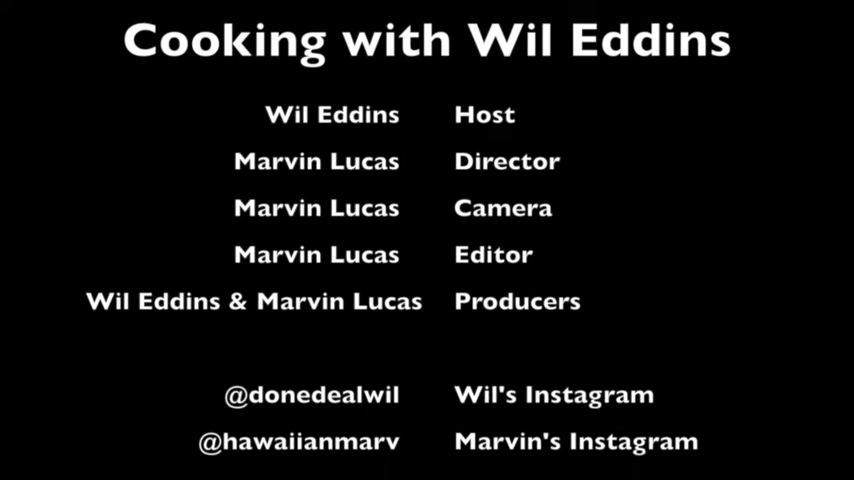 Cooking with Wil Eddins
Wil Eddins Host
Marvin Lucas Director
Marvin Lucas Camera
Marvin Lucas Editor
Wil Eddins & Marvin Lucas Producers
@donedealwil Wil's Instagram
@hawaiianmarv Marvin's Instagram